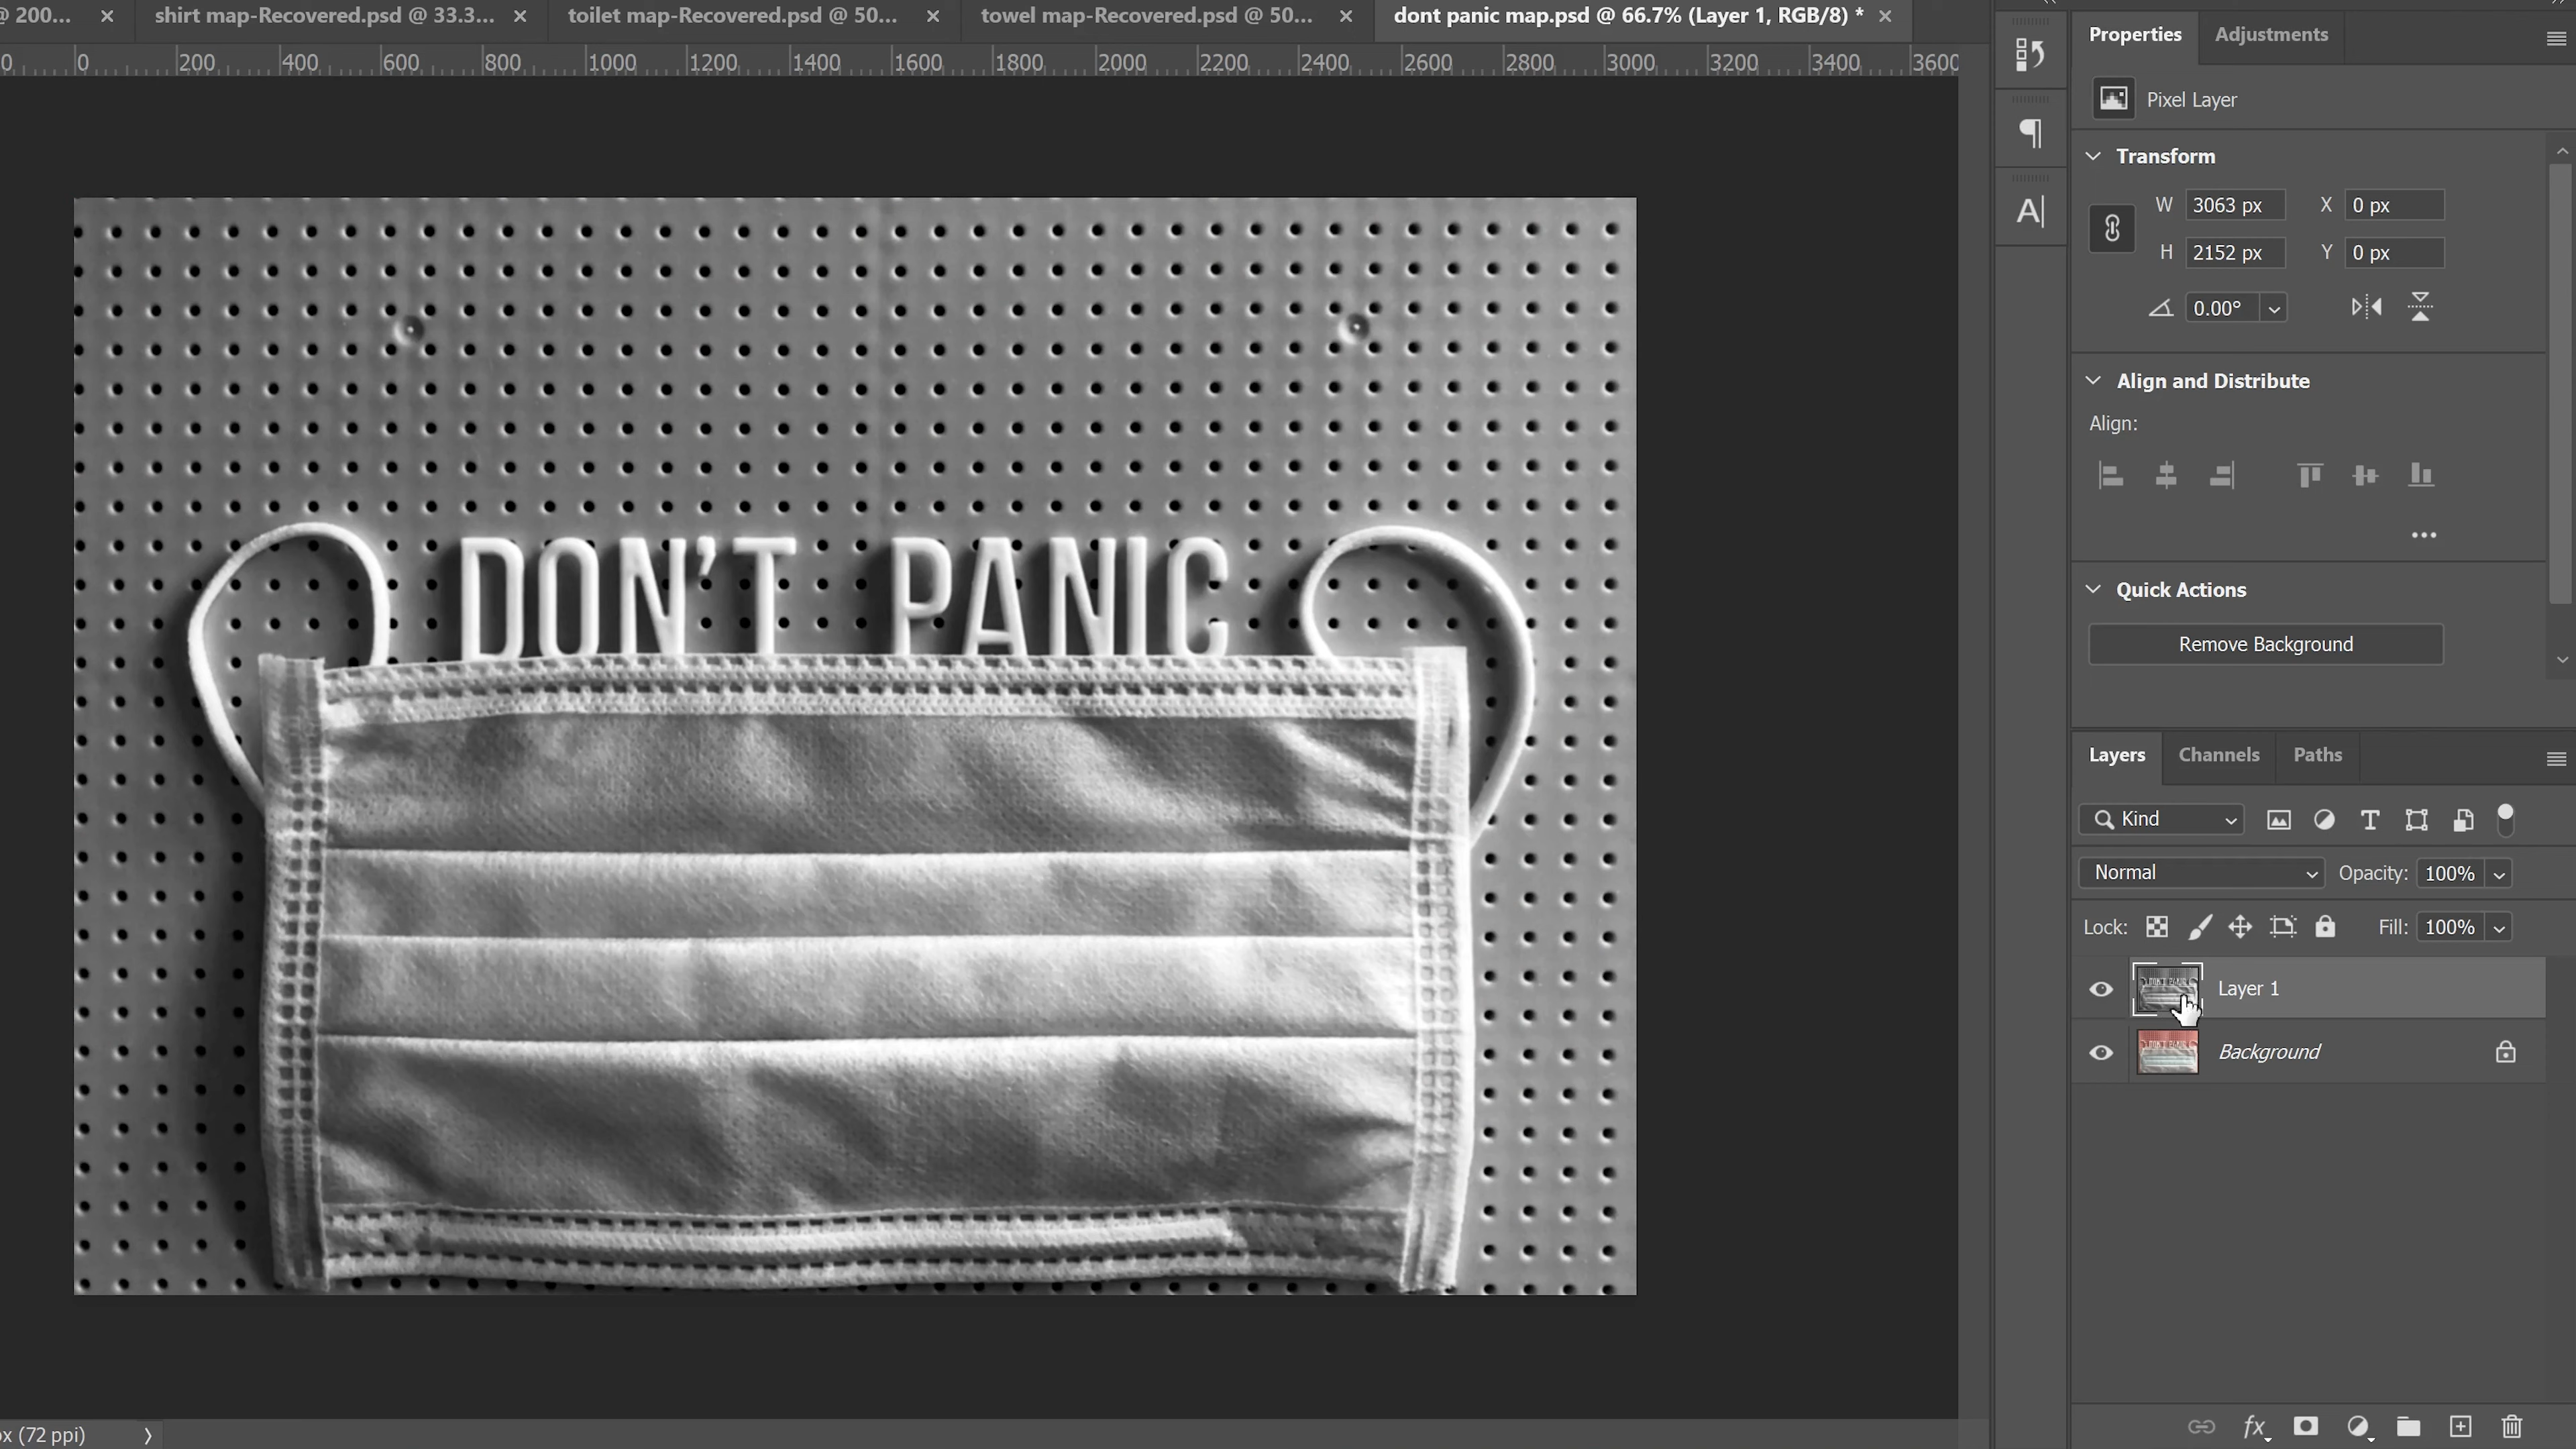 @ 200...
shirt map-Recovered.psd @ 33.3...
toilet map-Recovered.psd @ 50...
towel map-Recovered.psd @ 50...
dont panic map.psd @ 66.7% (Layer 1, RGB/8) *
0 0 200 400 600 800 1000 1200 1400 1600 1800 2000 2200 2400 2600 2800 3000 3200 3400 3600
DON'T PANIC
x (72 ppi)
Properties Adjustments
Pixel Layer
Transform
W 3063 px X 0 px
H 2152 px Y 0 px
0.00°
Align and Distribute
Align:
Quick Actions
Remove Background
Layers Channels Paths
Kind
Normal Opacity: 100%
Lock: Fill: 100%
Layer 1
Background